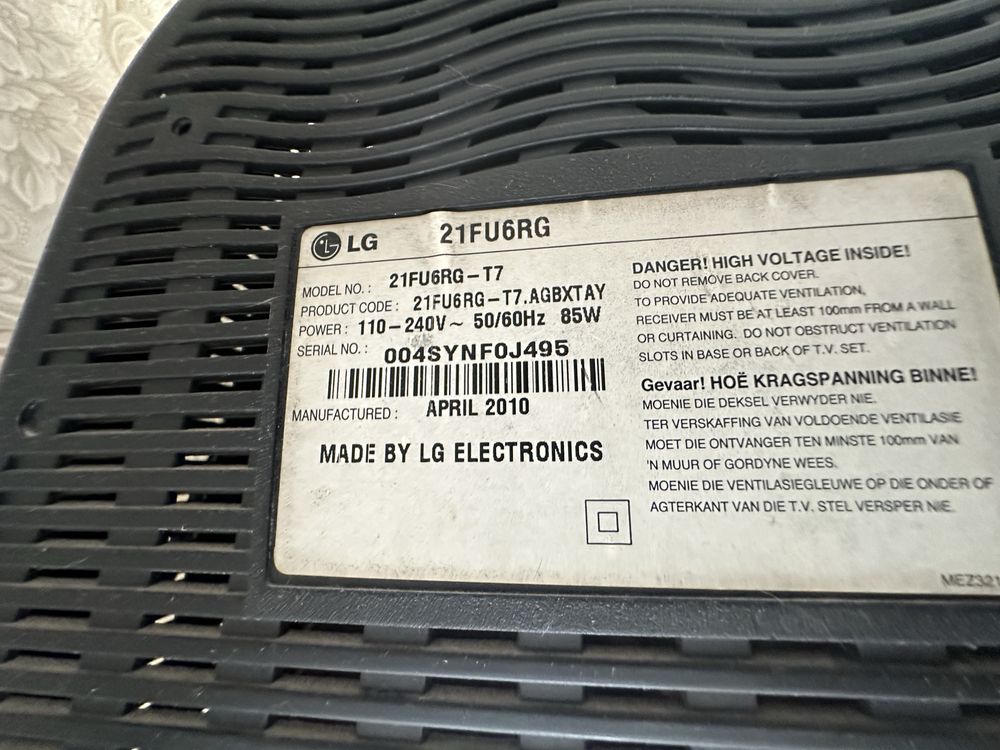 LG 21FU6RG
MODEL NO.: 21FU6RG-T7
PRODUCT CODE: 21FU6RG-T7.AGBXTAY
POWER: 110-240V~ 50/60Hz 85W
SERIAL NO.: 004SYNF0J495
MANUFACTURED: APRIL 2010
MADE BY LG ELECTRONICS
DANGER! HIGH VOLTAGE INSIDE!
DO NOT REMOVE BACK COVER.
TO PROVIDE ADEQUATE VENTILATION,
RECEIVER MUST BE AT LEAST 100mm FROM A WALL
OR CURTAINING. DO NOT OBSTRUCT VENTILATION
SLOTS IN BASE OR BACK OF T.V. SET.
Gevaar! HOË KRAGSPANNING BINNE!
MOENIE DIE DEKSEL VERWYDER NIE.
TER VERSKAFFING VAN VOLDOENDE VENTILASIE
MOET DIE ONTVANGER TEN MINSTE 100mm VAN
'N MUUR OF GORDYNE WEES.
MOENIE DIE VENTILASIEGLEUWE OP DIE ONDER OF
AGTERKANT VAN DIE T.V. STEL VERSPER NIE.
MEZ321